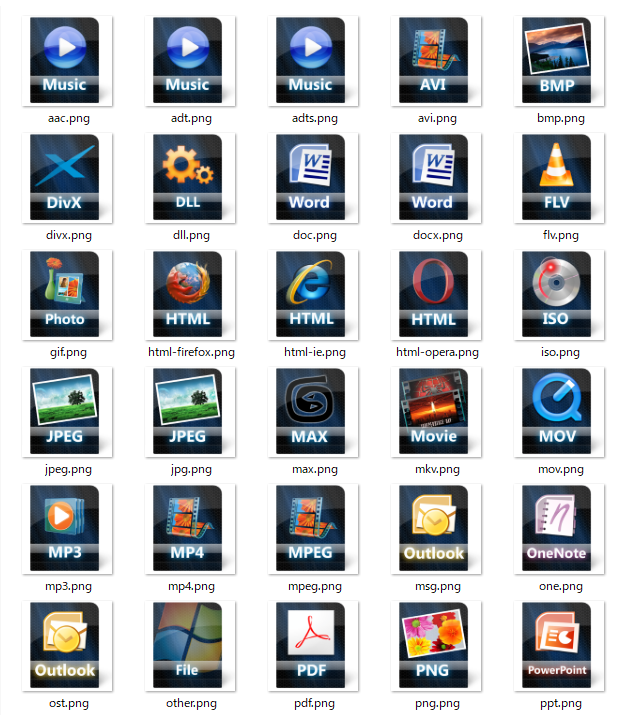 Music Music Music AVI BMP
aac.png adt.png adts.png avi.png bmp.png
DivX DLL W Word W Word FLV
divx.png dll.png doc.png docx.png flv.png
Photo HTML HTML HTML ISO
gif.png html-firefox.png html-ie.png html-opera.png iso.png
JPEG JPEG MAX Movie MOV
jpeg.png jpg.png max.png mkv.png mov.png
MP3 MP4 MPEG Outlook OneNote
mp3.png mp4.png mpeg.png msg.png one.png
Outlook File PDF PNG PowerPoint
ost.png other.png pdf.png png.png ppt.png